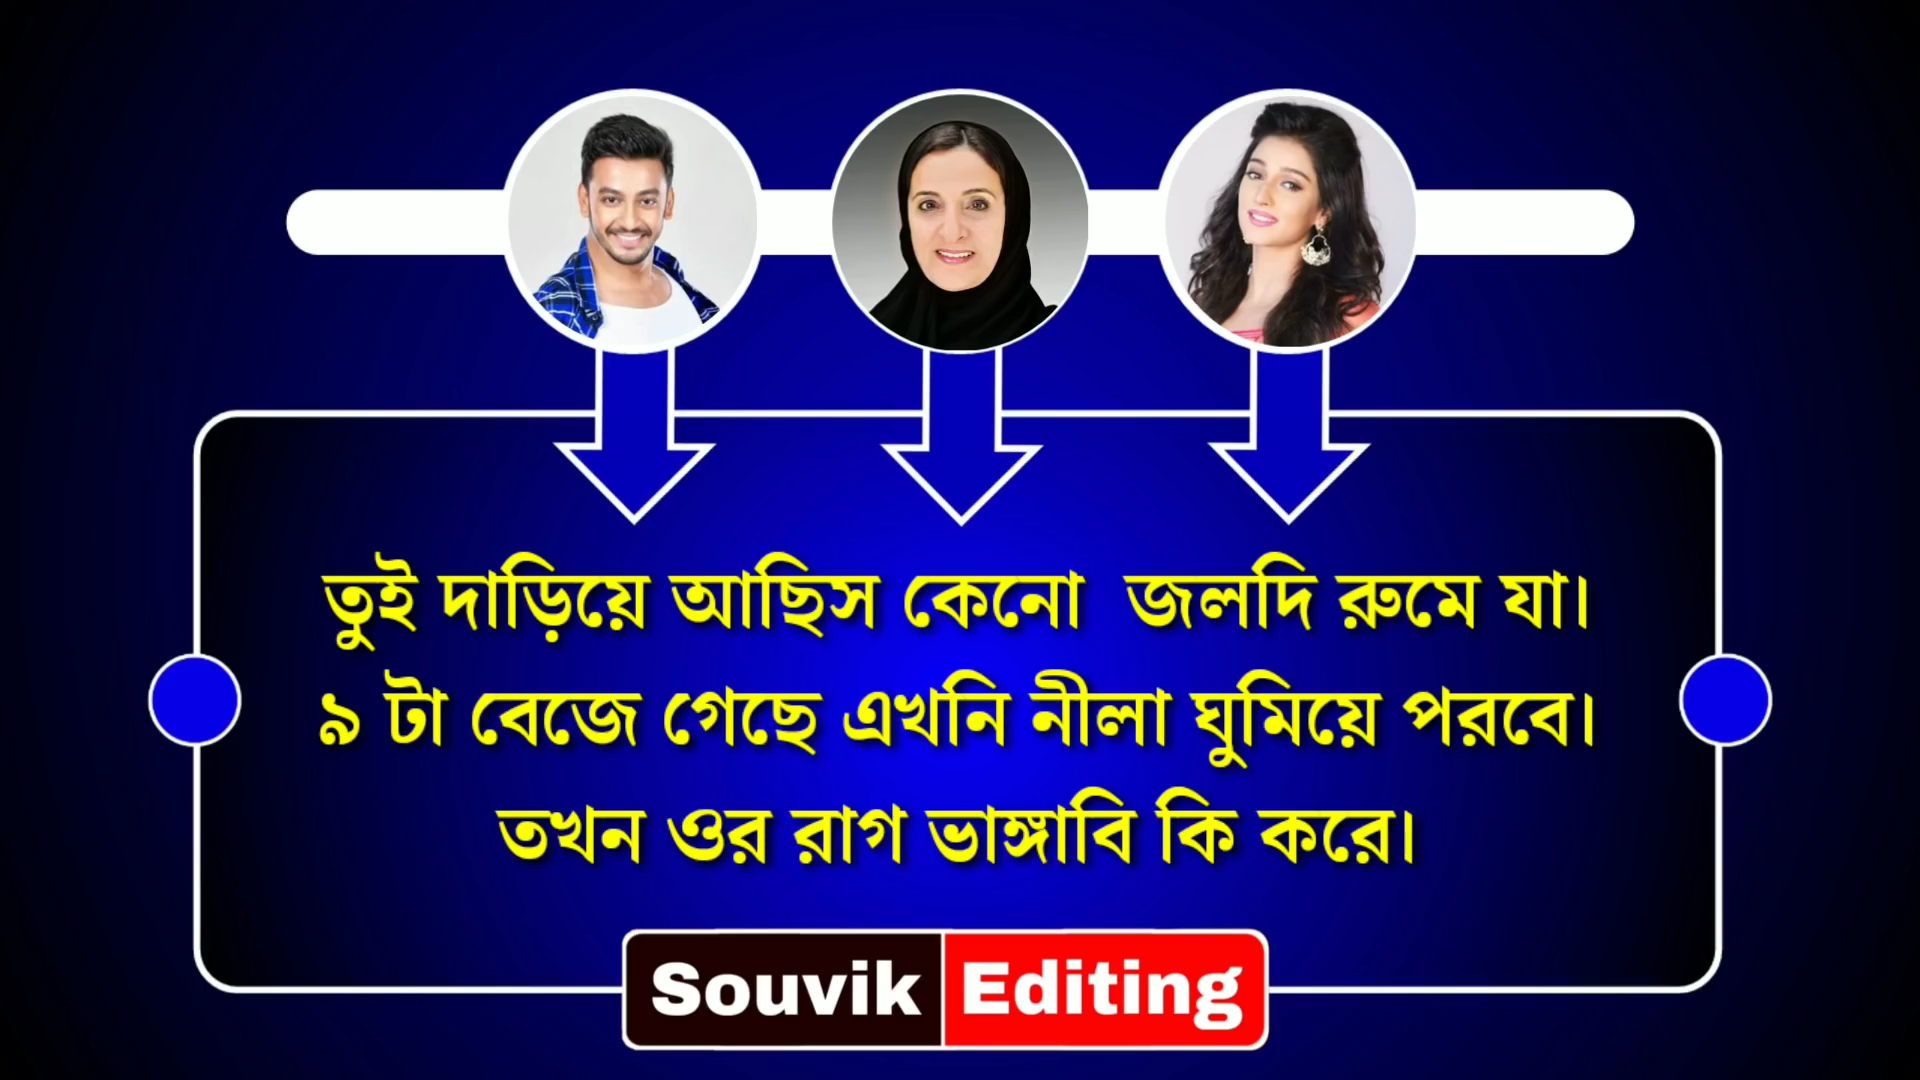 তুই দাড়িয়ে আছিস কেনো জলদি রুমে যা।
৯ টা বেজে গেছে এখনি নীলা ঘুমিয়ে পরবে।
তখন ওর রাগ ভাঙ্গাবি কি করে।
Souvik Editing